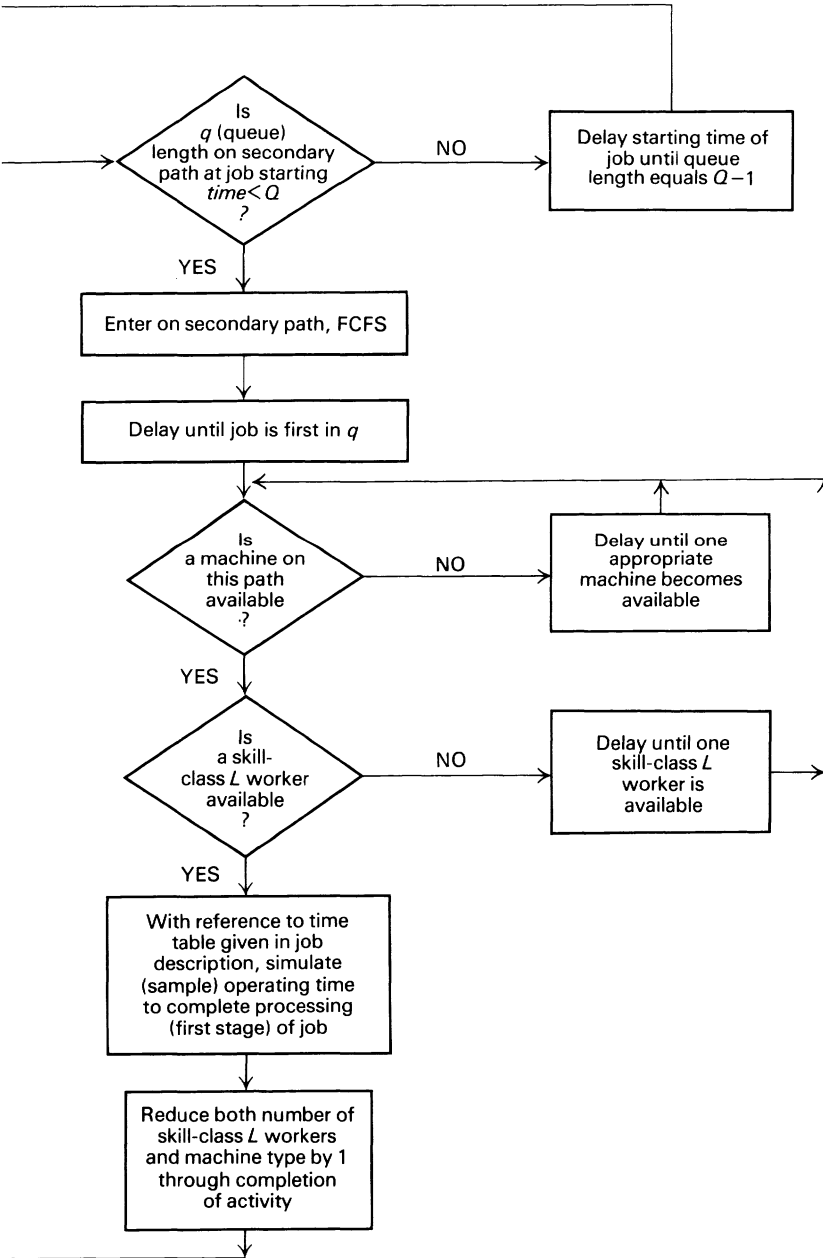 Is
q (queue)
length on secondary
path at job starting
time< Q
?
NO
Delay starting time of
job until queue
length equals Q−1
YES
Enter on secondary path, FCFS
Delay until job is first in q
Is
a machine on
this path
available
?
NO
Delay until one
appropriate
machine becomes
available
YES
Is
a skill-
class L worker
available
?
NO
Delay until one
skill-class L
worker is
available
YES
With reference to time
table given in job
description, simulate
(sample) operating time
to complete processing
(first stage) of job
Reduce both number of
skill-class L workers
and machine type by 1
through completion
of activity